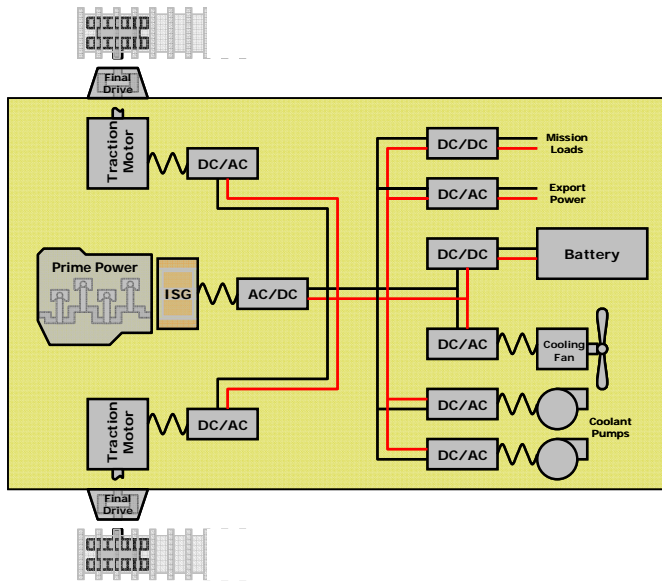 Final
Drive
Traction
Motor
DC/AC
DC/DC
Mission
Loads
DC/AC
Export
Power
Prime Power
ISG
AC/DC
DC/DC
Battery
DC/AC
Cooling
Fan
Traction
Motor
DC/AC
DC/AC
Coolant
Pumps
DC/AC
Final
Drive